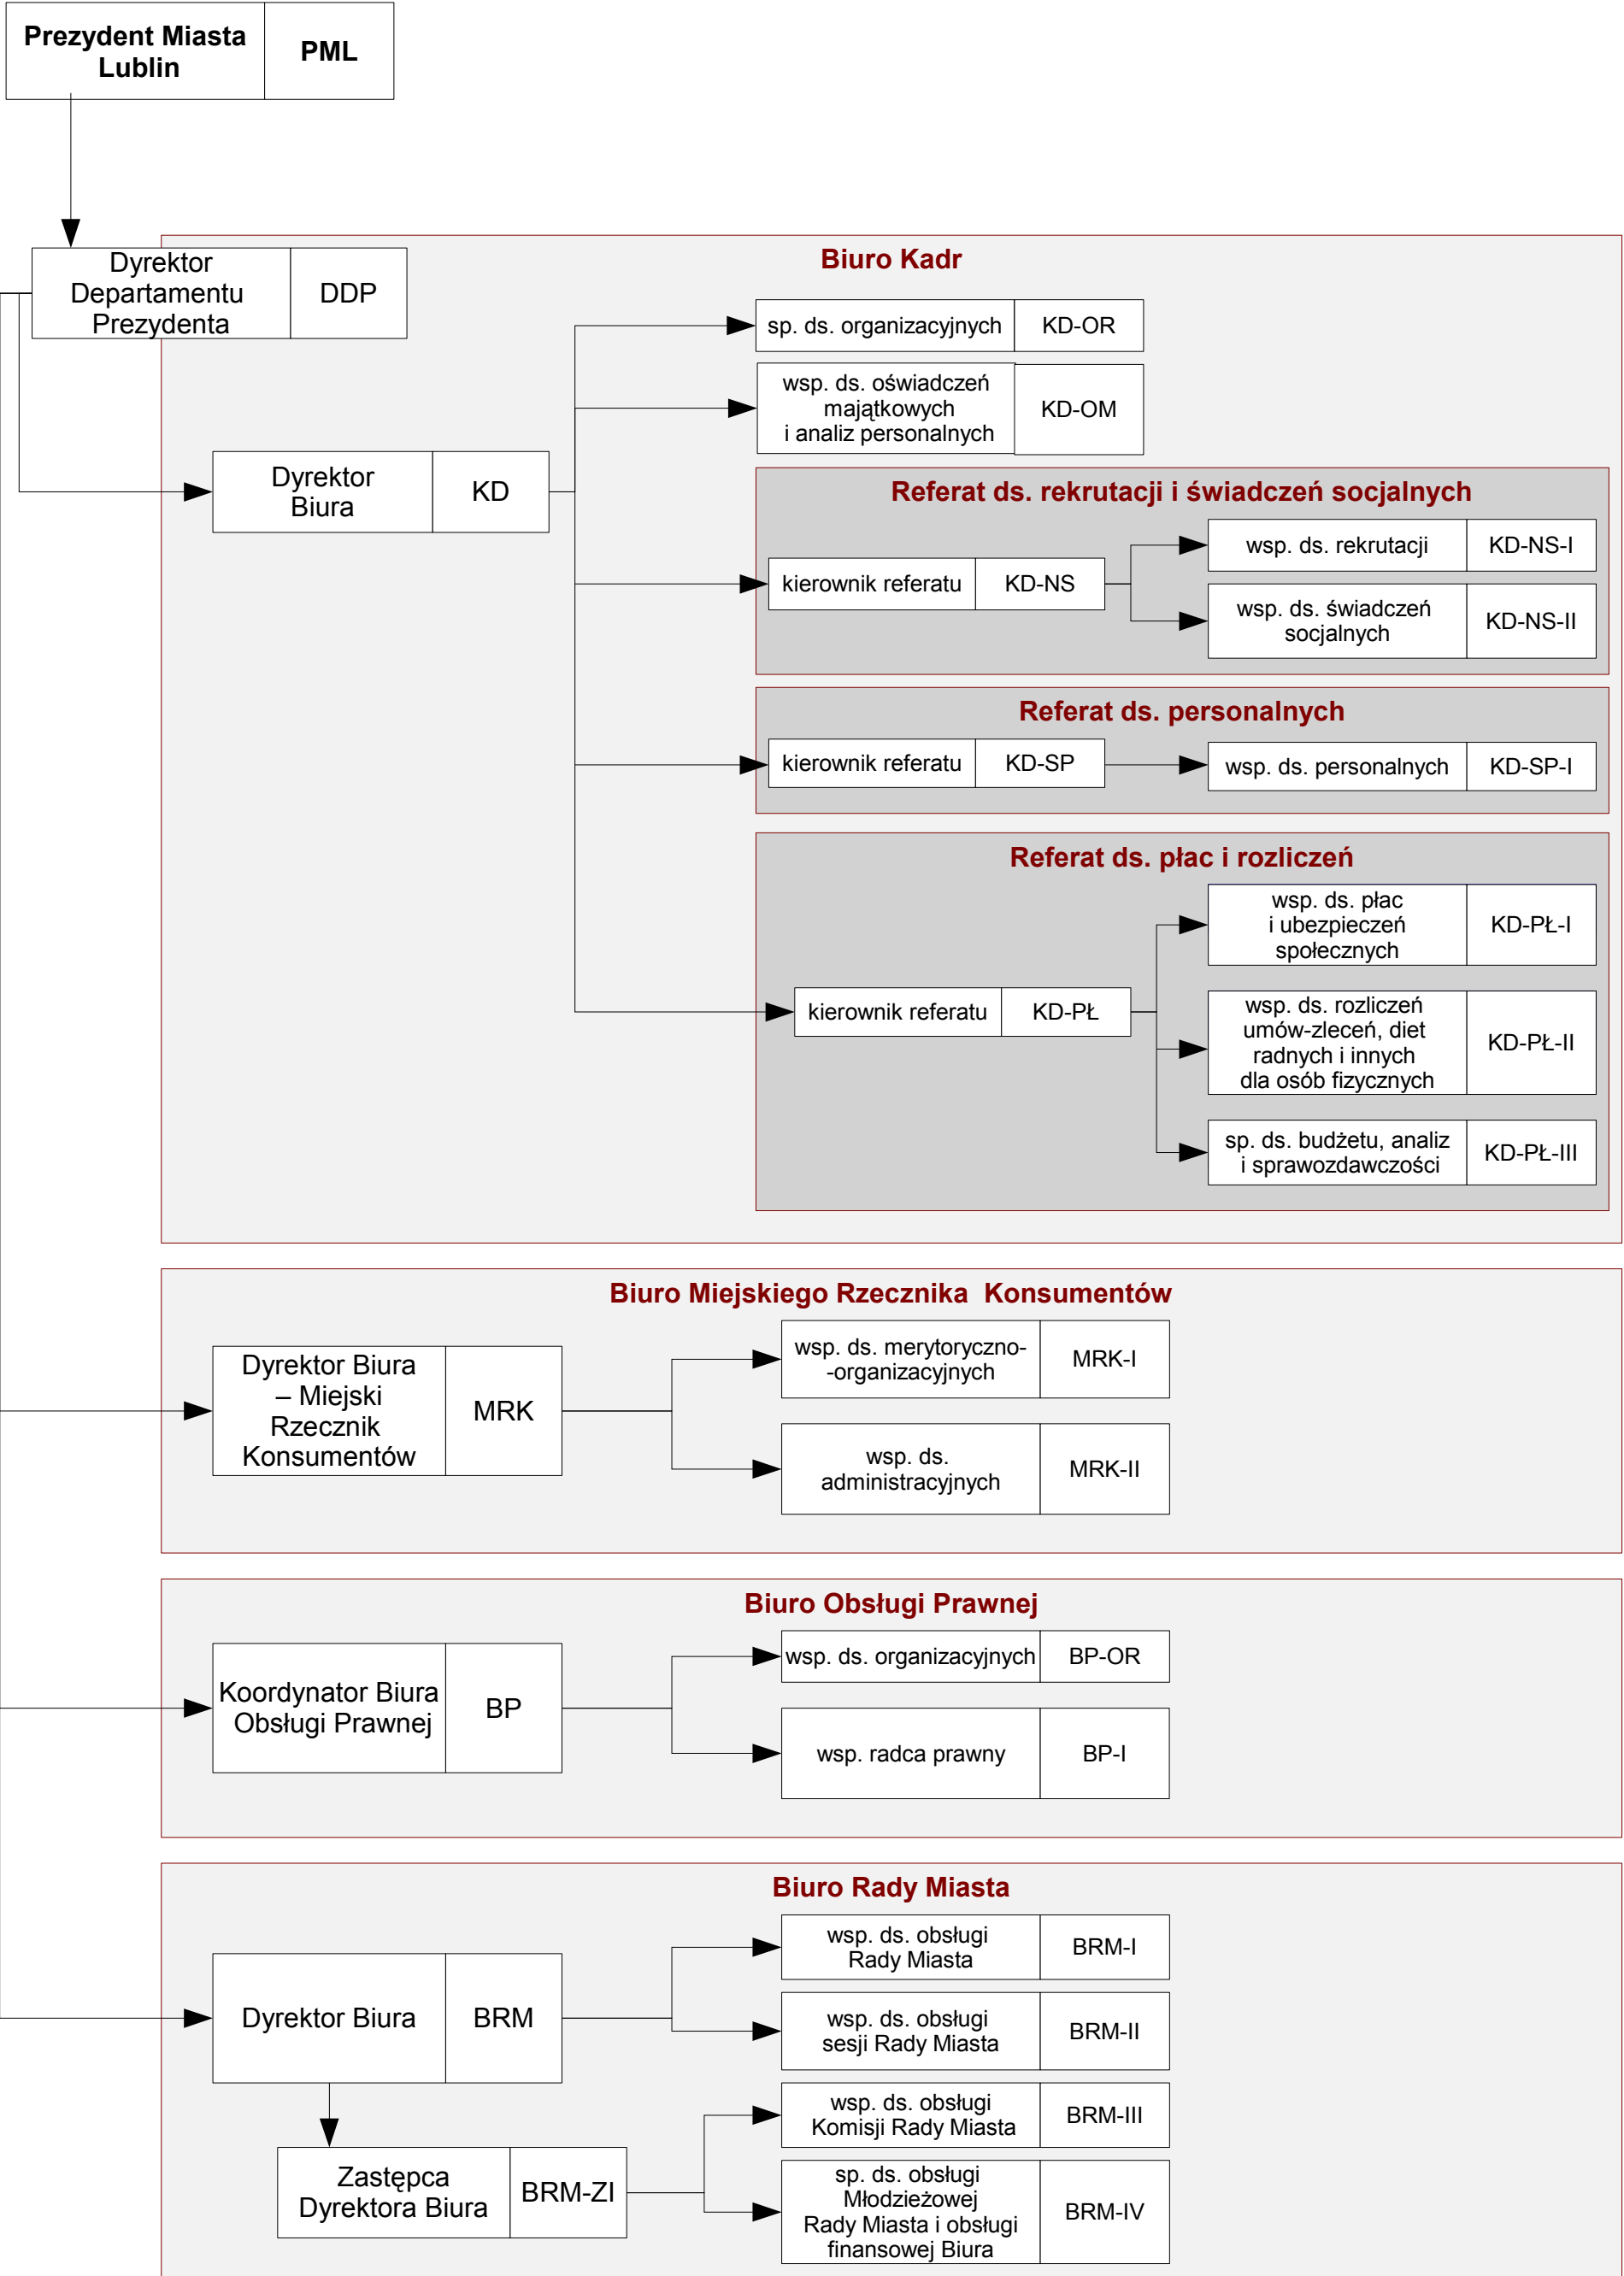 Prezydent Miasta
Lublin
PML
Dyrektor
Departamentu
Prezydenta
DDP
Biuro Kadr
sp. ds. organizacyjnych
KD-OR
wsp. ds. oświadczeń
majątkowych
i analiz personalnych
KD-OM
Dyrektor
Biura
KD
Referat ds. rekrutacji i świadczeń socjalnych
kierownik referatu
KD-NS
wsp. ds. rekrutacji
KD-NS-I
wsp. ds. świadczeń
socjalnych
KD-NS-II
Referat ds. personalnych
kierownik referatu
KD-SP
wsp. ds. personalnych
KD-SP-I
Referat ds. płac i rozliczeń
kierownik referatu
KD-PŁ
wsp. ds. płac
i ubezpieczeń
społecznych
KD-PŁ-I
wsp. ds. rozliczeń
umów-zleceń, diet
radnych i innych
dla osób fizycznych
KD-PŁ-II
sp. ds. budżetu, analiz
i sprawozdawczości
KD-PŁ-III
Biuro Miejskiego Rzecznika  Konsumentów
Dyrektor Biura
– Miejski
Rzecznik
Konsumentów
MRK
wsp. ds. merytoryczno-
-organizacyjnych
MRK-I
wsp. ds.
administracyjnych
MRK-II
Biuro Obsługi Prawnej
Koordynator Biura
Obsługi Prawnej
BP
wsp. ds. organizacyjnych
BP-OR
wsp. radca prawny
BP-I
Biuro Rady Miasta
Dyrektor Biura
BRM
wsp. ds. obsługi
Rady Miasta
BRM-I
wsp. ds. obsługi
sesji Rady Miasta
BRM-II
Zastępca
Dyrektora Biura
BRM-ZI
wsp. ds. obsługi
Komisji Rady Miasta
BRM-III
sp. ds. obsługi
Młodzieżowej
Rady Miasta i obsługi
finansowej Biura
BRM-IV